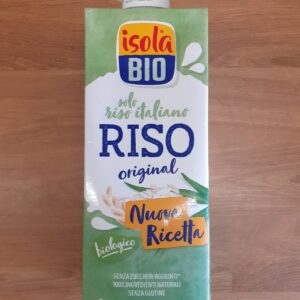 isola
BIO
solo
riso italiano
RISO
original
Nuova
Ricetta
biologico
SENZA ZUCCHERI AGGIUNTI*
100% INGREDIENTI NATURALI
SENZA GLUTINE